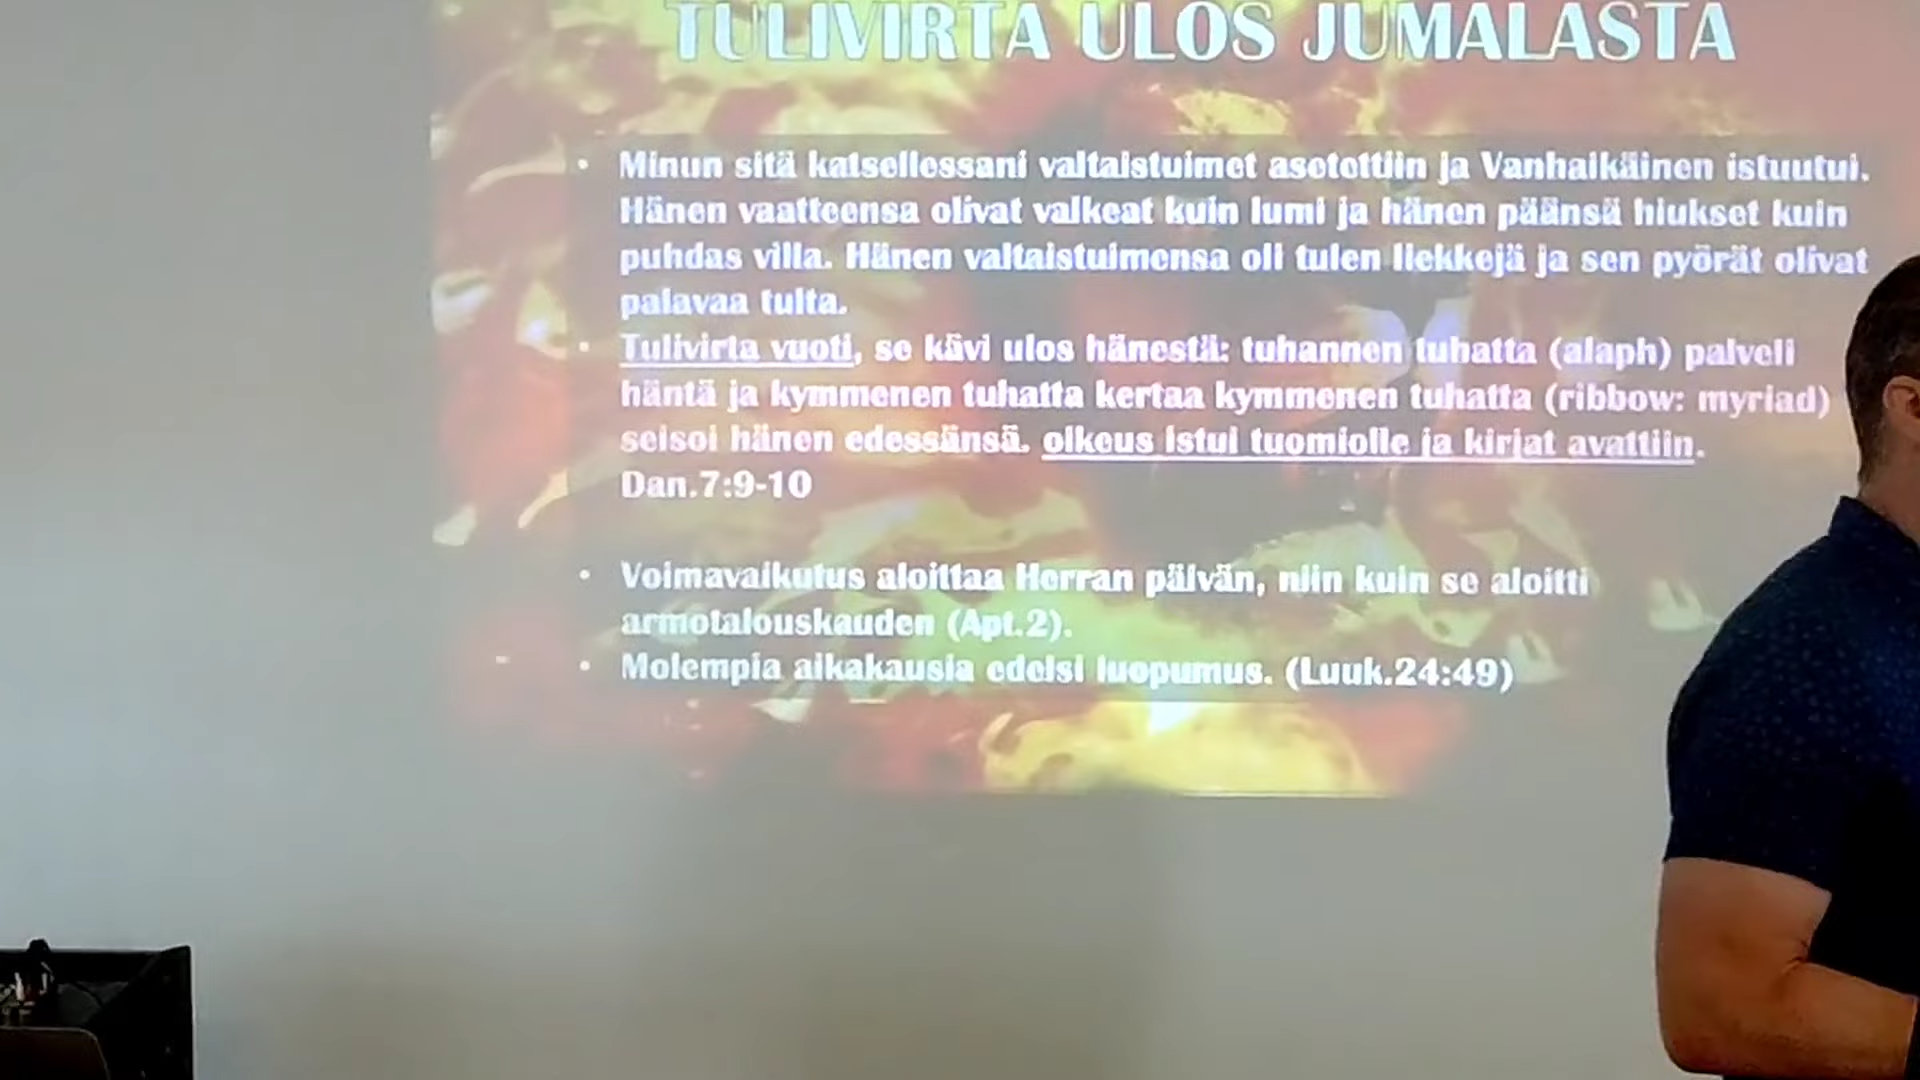 TULIVIRTA ULOS JUMALASTA
• Minun sitä katsellessani valtaistuimet asetettiin ja Vanhaikäinen istuutui.
Hänen vaatteensa olivat valkeat kuin lumi ja hänen päänsä hiukset kuin
puhdas villa. Hänen valtaistuimensa oli tulen liekkejä ja sen pyörät olivat
palavaa tulta.
• Tulivirta vuoti, se kävi ulos hänestä: tuhannen tuhatta (alaph) palveli
häntä ja kymmenen tuhatta kertaa kymmenen tuhatta (ribbow: myriad)
seisoi hänen edessänsä. oikeus istui tuomiolle ja kirjat avattiin.
Dan.7:9-10
• Voimavaikutus aloittaa Herran päivän, niin kuin se aloitti
armotalouskauden (Apt.2).
• Molempia aikakausia edelsi luopumus. (Luuk.24:49)